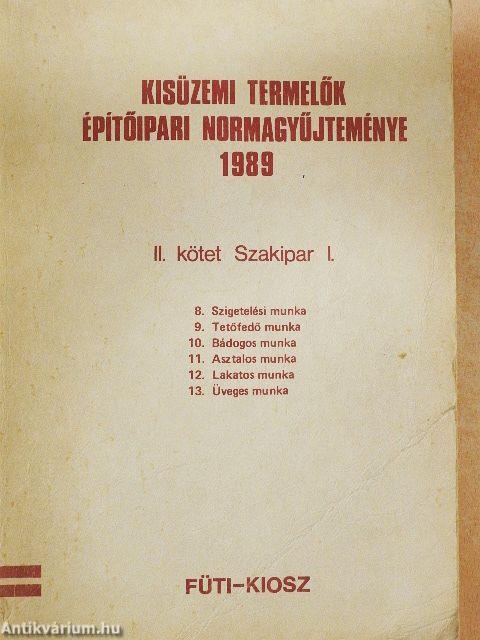 KISÜZEMI TERMELŐK
ÉPÍTŐIPARI NORMAGYŰJTEMÉNYE
1989
II. kötet Szakipar I.
8. Szigetelési munka
9. Tetőfedő munka
10. Bádogos munka
11. Asztalos munka
12. Lakatos munka
13. Üveges munka
FÜTI-KIOSZ
Antikvárium.hu